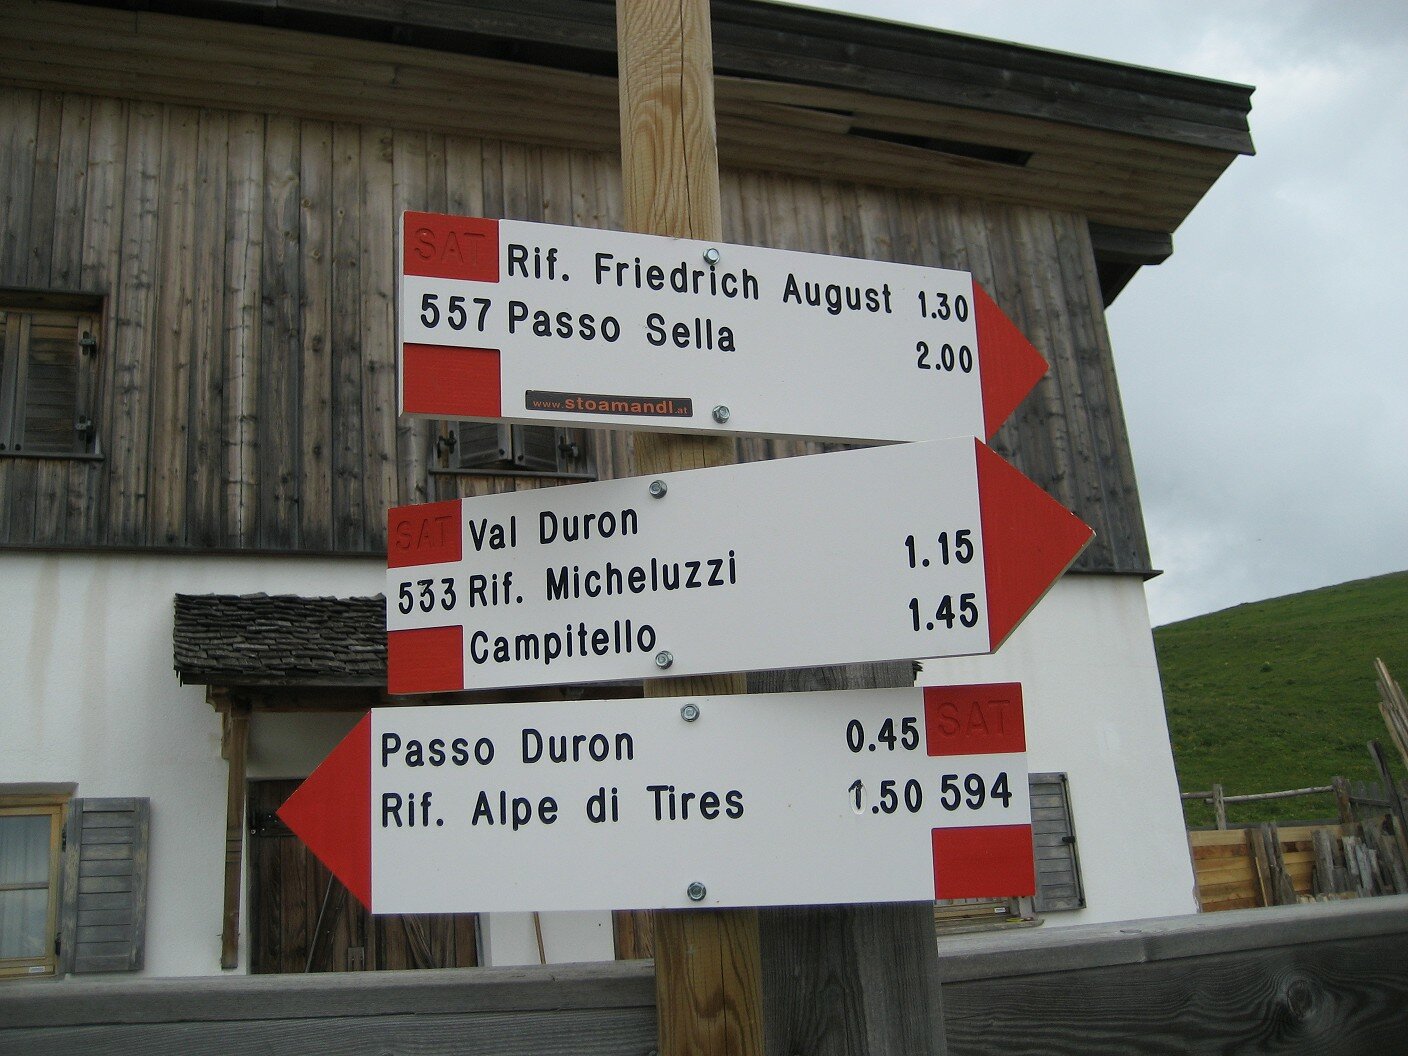 SAT Rif. Friedrich August 1.30
557 Passo Sella 2.00
www.stoamandl.at
SAT Val Duron
533 Rif. Micheluzzi 1.15
Campitello 1.45
Passo Duron 0.45 SAT
Rif. Alpe di Tires 1.50 594